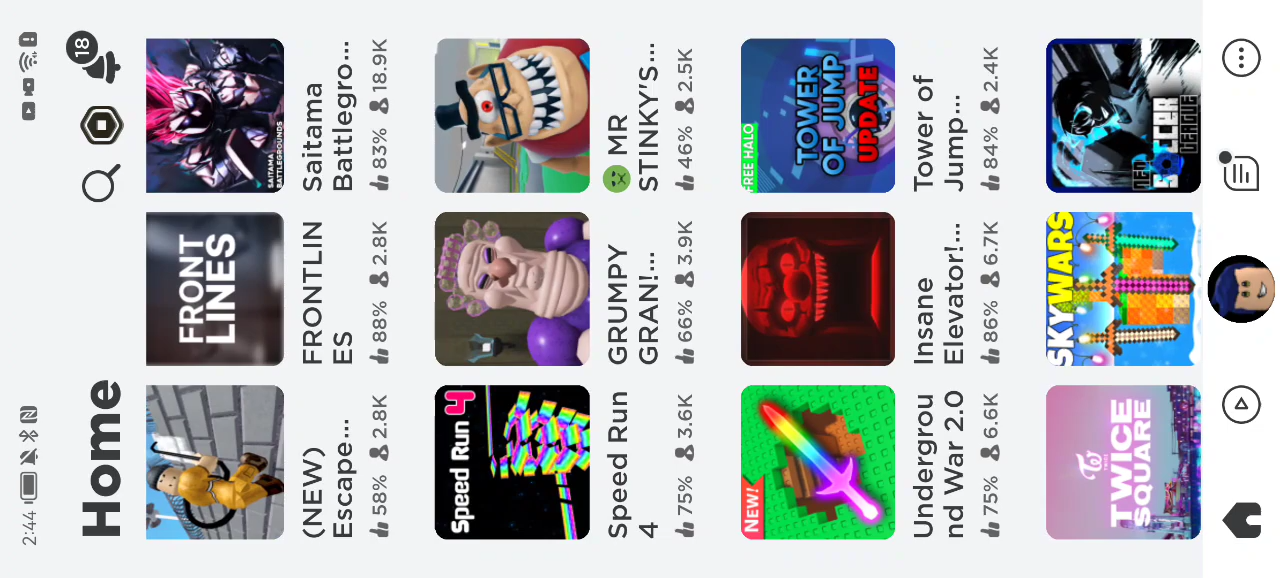 2:44
Home
18
FRONT
LINES
SAITAMA
BATTLEGROUNDS
(NEW)
Escape...
58% 2.8K
FRONTLIN
ES
88% 2.8K
Saitama
Battlegro...
83% 18.9K
Speed Run 4
Speed Run
4
75% 3.6K
GRUMPY
GRAN!...
66% 3.9K
MR
STINKY'S...
46% 2.5K
NEW!
FREE HALO
TOWER
OF JUMP
UPDATE
Undergrou
nd War 2.0
75% 6.6K
Insane
Elevator!...
86% 6.7K
Tower of
Jump...
84% 2.4K
TWICE
SQUARE
SKYWARS
NEO
SOCCER
LEAGUE